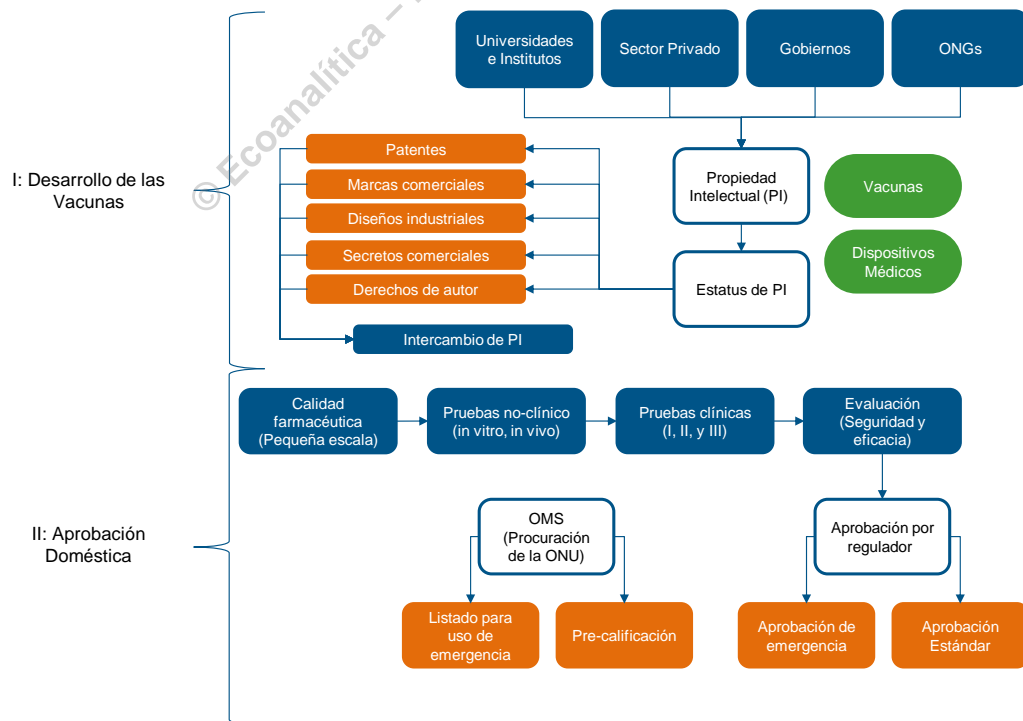 Universidades
e Institutos
Sector Privado
Gobiernos
ONGs
© Ecoanalítica –
I: Desarrollo de las
Vacunas
Patentes
Marcas comerciales
Diseños industriales
Secretos comerciales
Derechos de autor
Intercambio de PI
Propiedad
Intelectual (PI)
Estatus de PI
Vacunas
Dispositivos
Médicos
II: Aprobación
Doméstica
Calidad
farmacéutica
(Pequeña escala)
Pruebas no-clínico
(in vitro, in vivo)
Pruebas clínicas
(I, II, y III)
Evaluación
(Seguridad y
eficacia)
OMS
(Procuración
de la ONU)
Aprobación por
regulador
Listado para
uso de
emergencia
Pre-calificación
Aprobación de
emergencia
Aprobación
Estándar